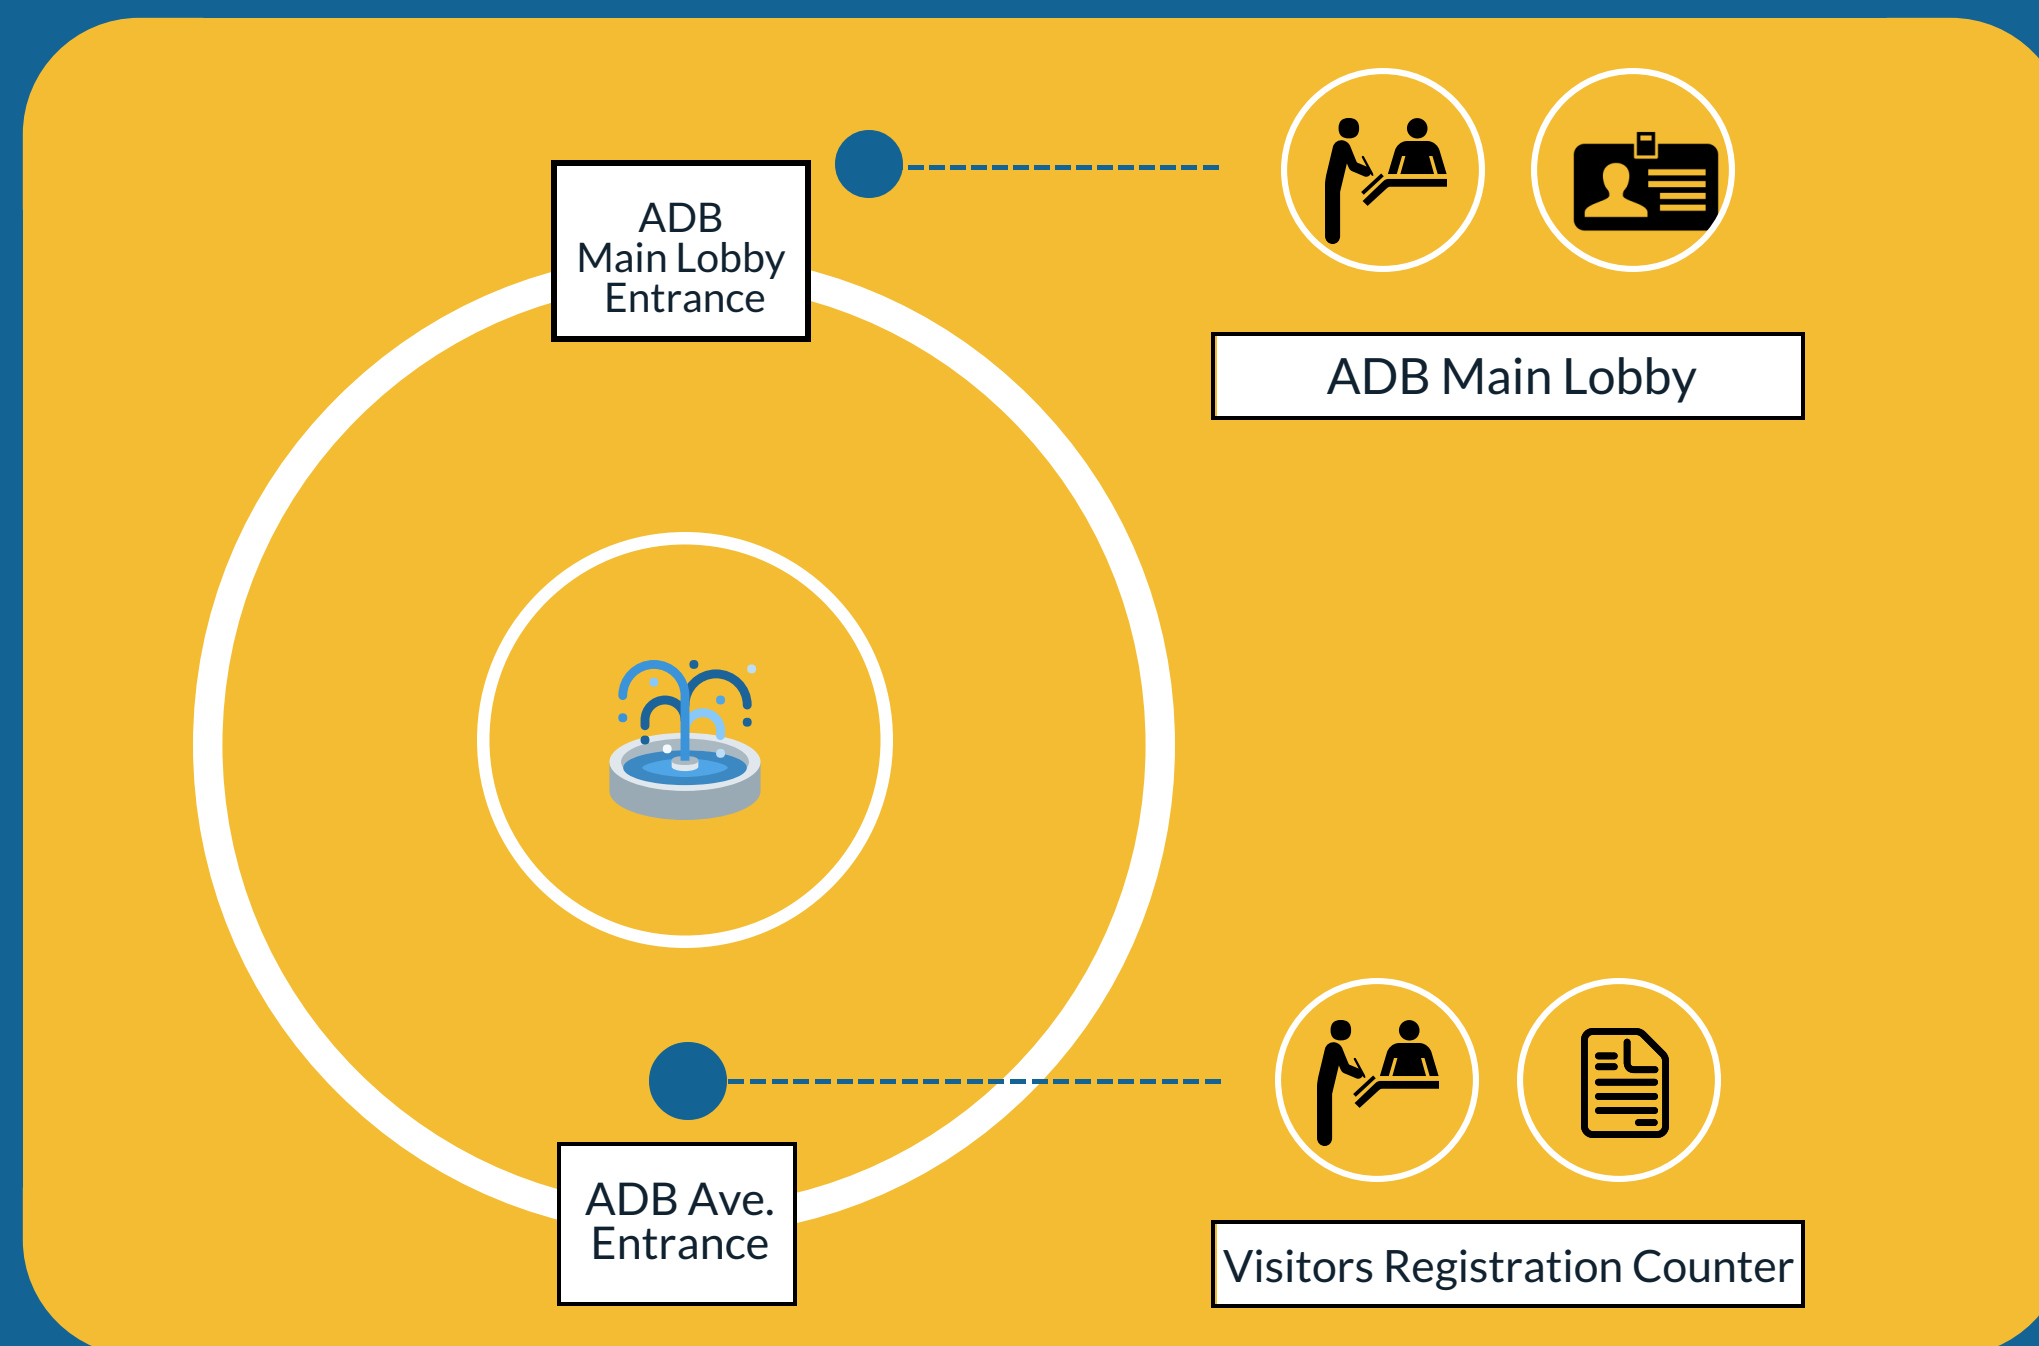 ADB
Main Lobby
Entrance
ADB Main Lobby
ADB Ave.
Entrance
Visitors Registration Counter